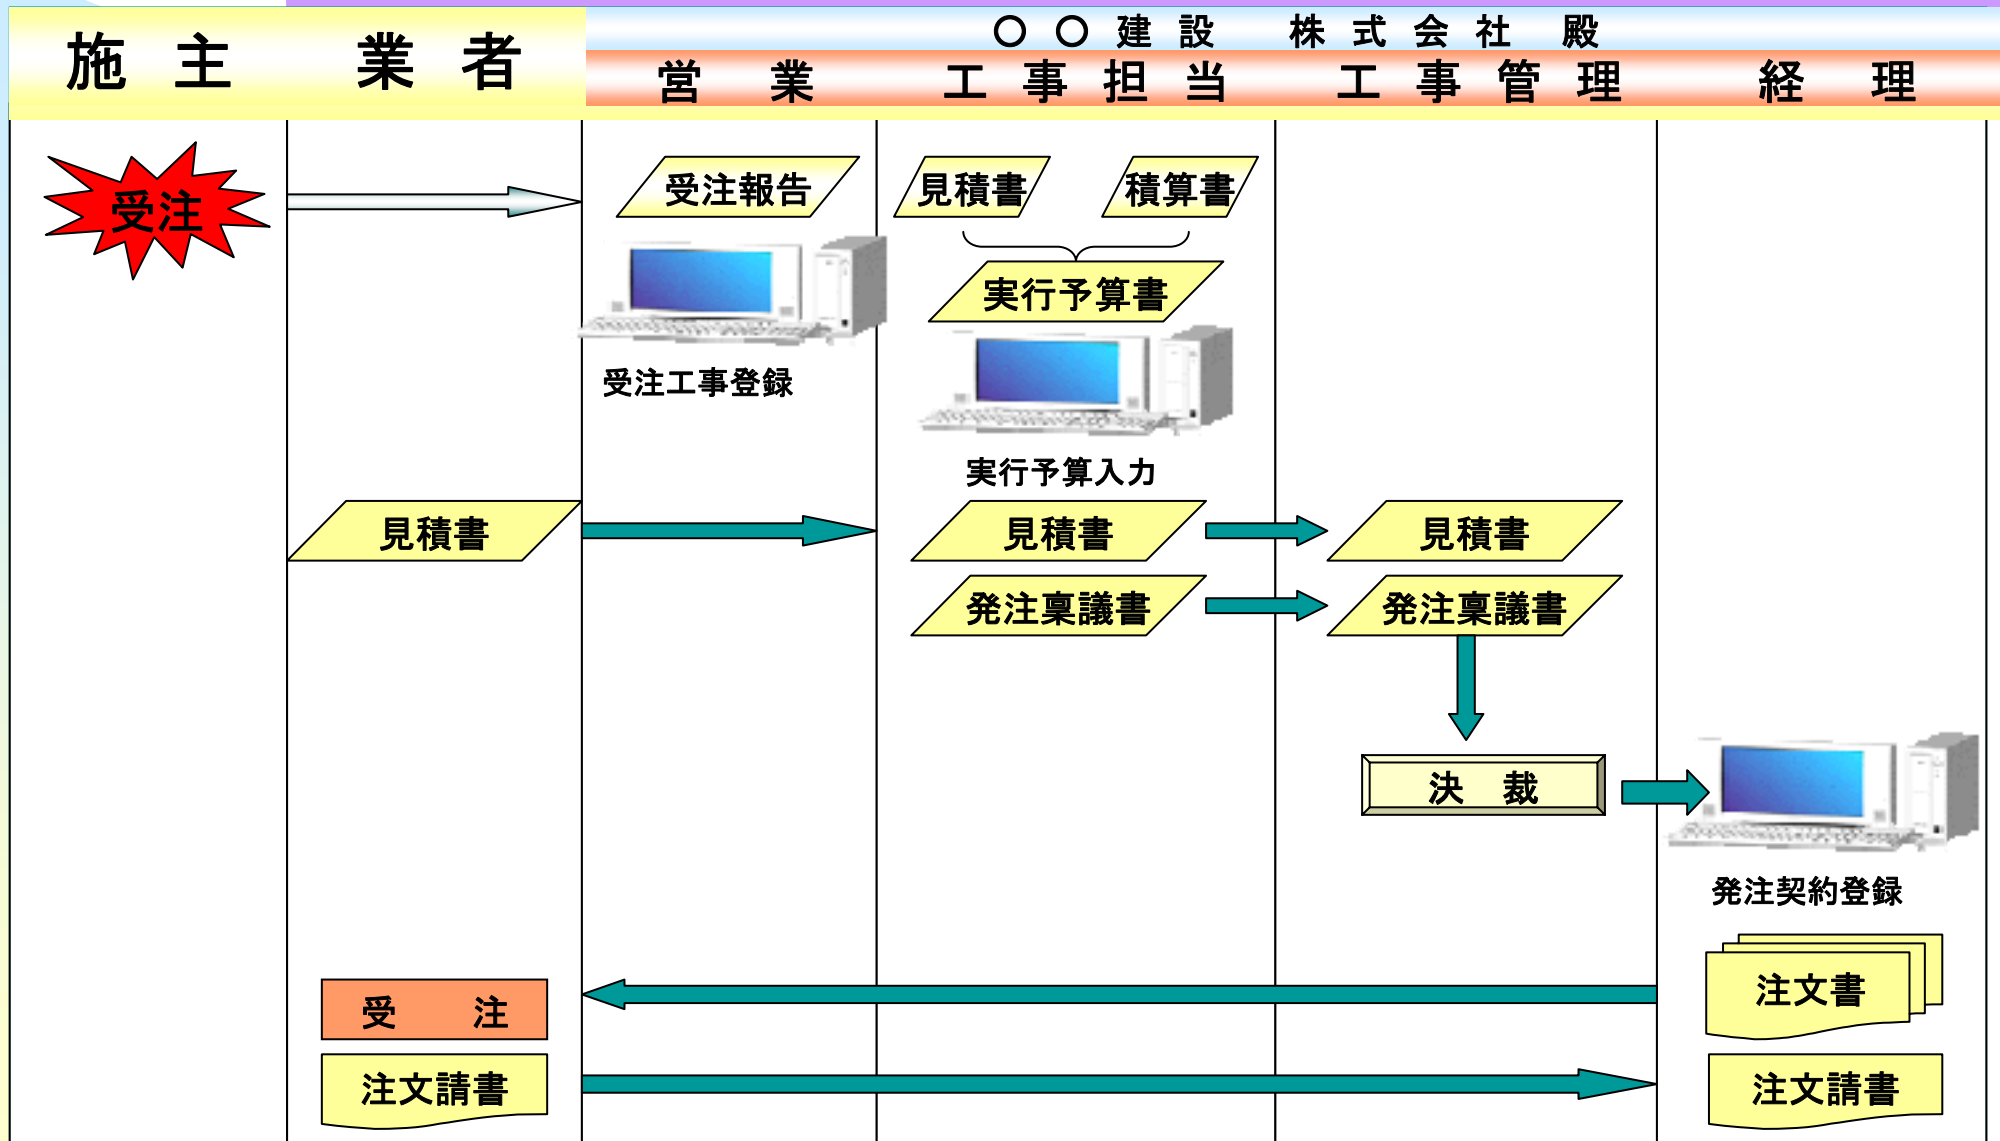 〇〇建設　株式会社　殿
施主　業者　営業　工事担当　工事管理　経理
受注　受注報告　見積書　積算書
実行予算書
受注工事登録
実行予算入力
見積書　見積書　見積書
発注稟議書　発注稟議書
決裁
発注契約登録
受注　注文書
注文請書　注文請書